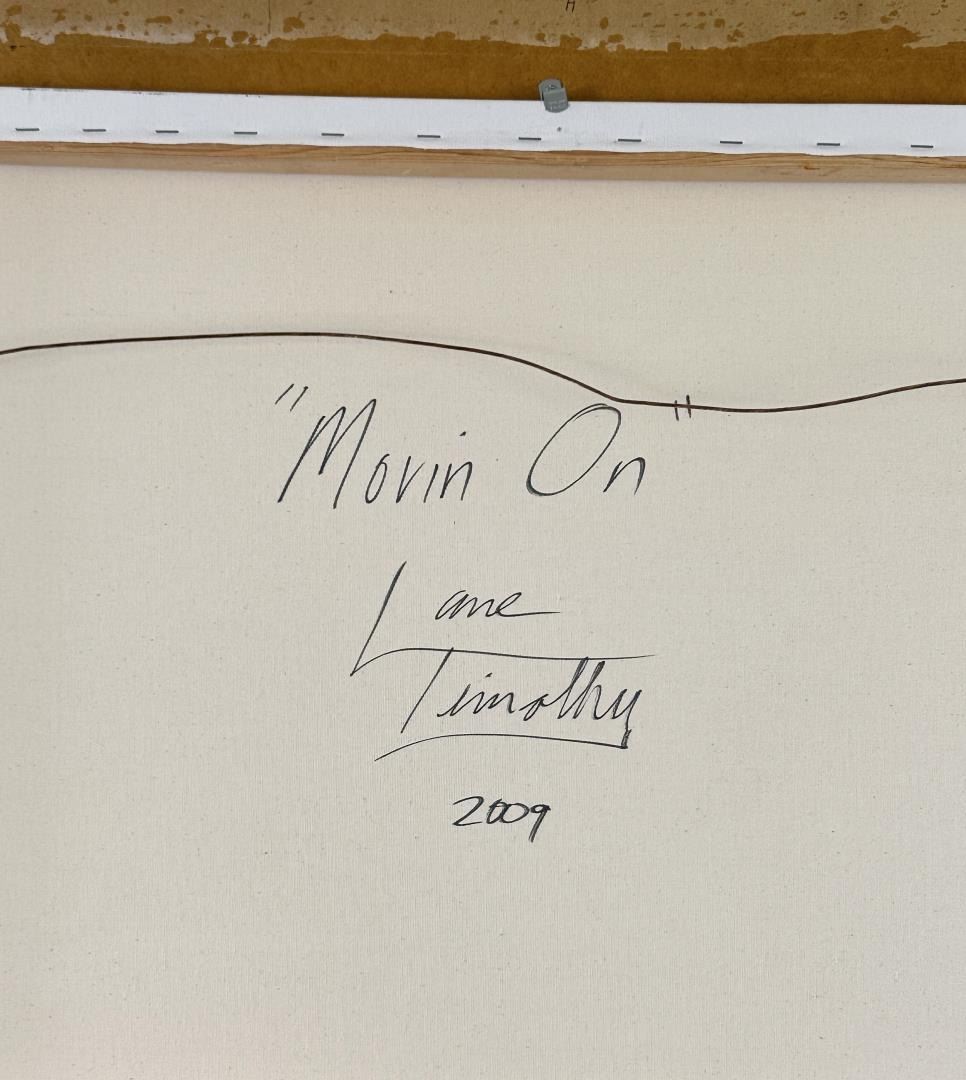 "Movin On"
Lane
Timothy
2009